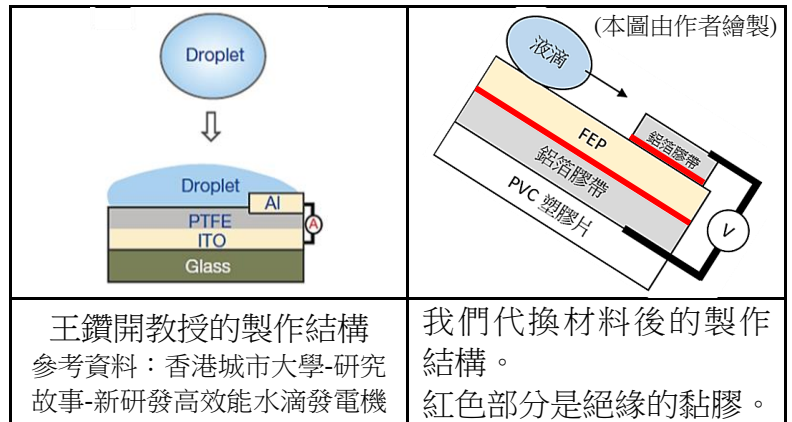 Droplet
Droplet
Al
PTFE
A
ITO
Glass
(本圖由作者繪製)
液滴
FEP
鋁箔膠帶
鋁箔膠帶
PVC 塑膠片
V
王鑽開教授的製作結構
參考資料：香港城市大學-研究
故事-新研發高效能水滴發電機
我們代換材料後的製作
結構。
紅色部分是絕緣的黏膠。